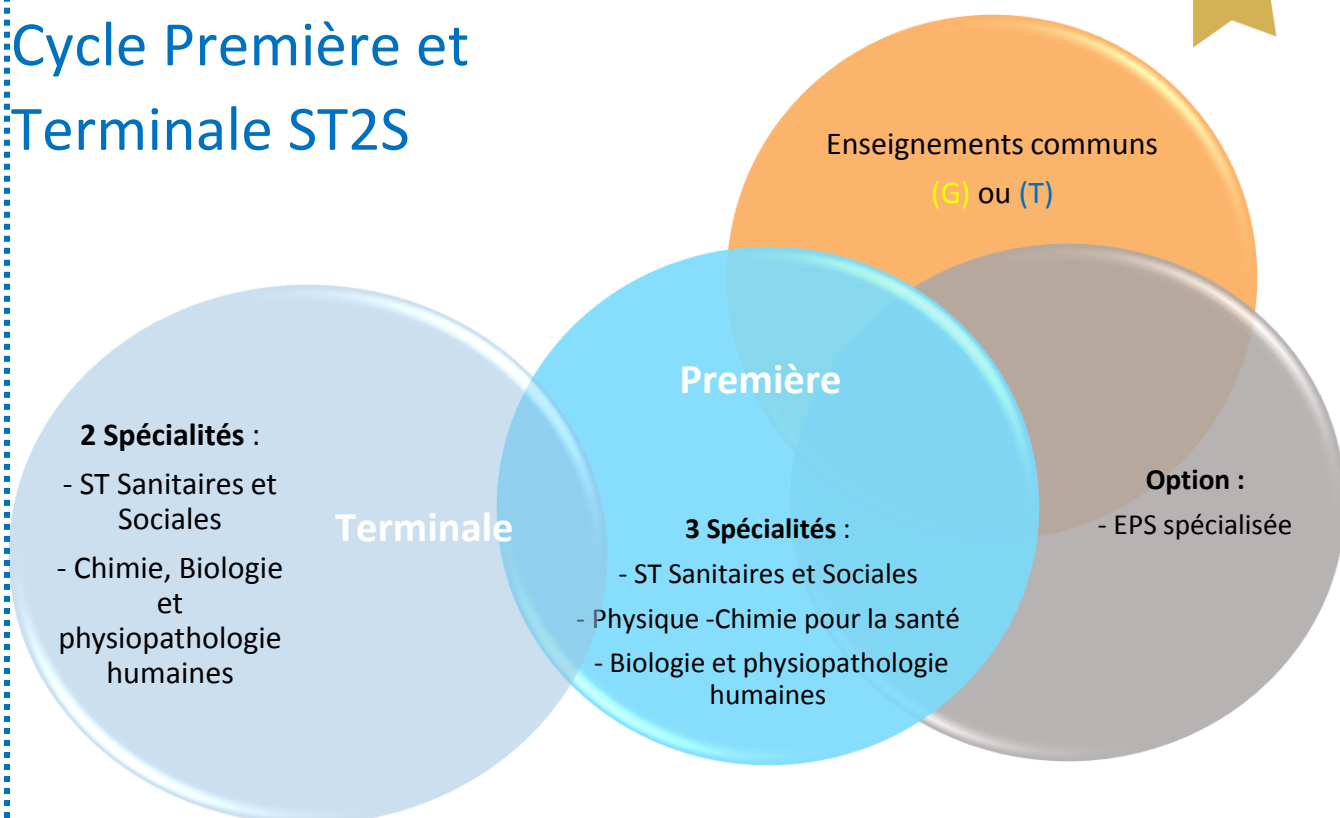 Cycle Première et
Terminale ST2S
Enseignements communs
(G) ou (T)
Première
2 Spécialités :
- ST Sanitaires et
Sociales
- Chimie, Biologie
et
physiopathologie
humaines
Terminale
3 Spécialités :
- ST Sanitaires et Sociales
- Physique -Chimie pour la santé
- Biologie et physiopathologie
humaines
Option :
- EPS spécialisée